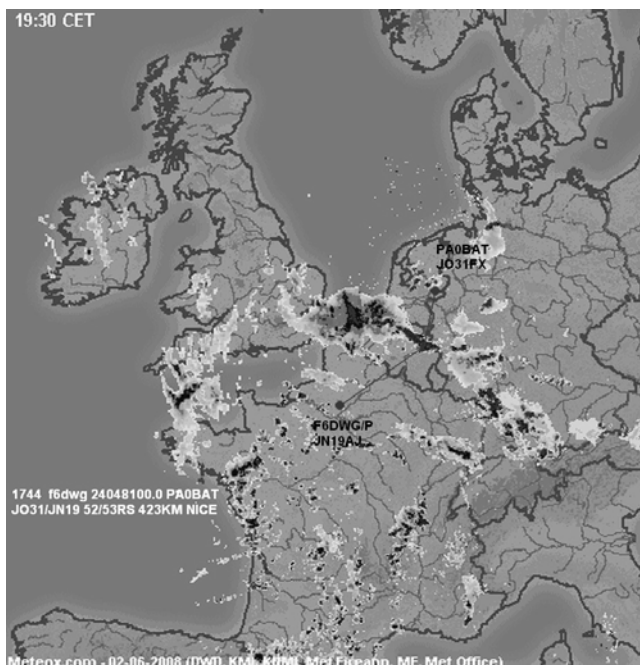 19:30 CET
PA0BAT
JO31FX
F6DWG/P
JN19AJ
1744 f6dwg 24048100.0 PA0BAT
JO31/JN19 52/53RS 423KM NICE
Meteox.com - 02-06-2008 (DWD, KMI, KNMI, Met Eireann, MF, Met Office)